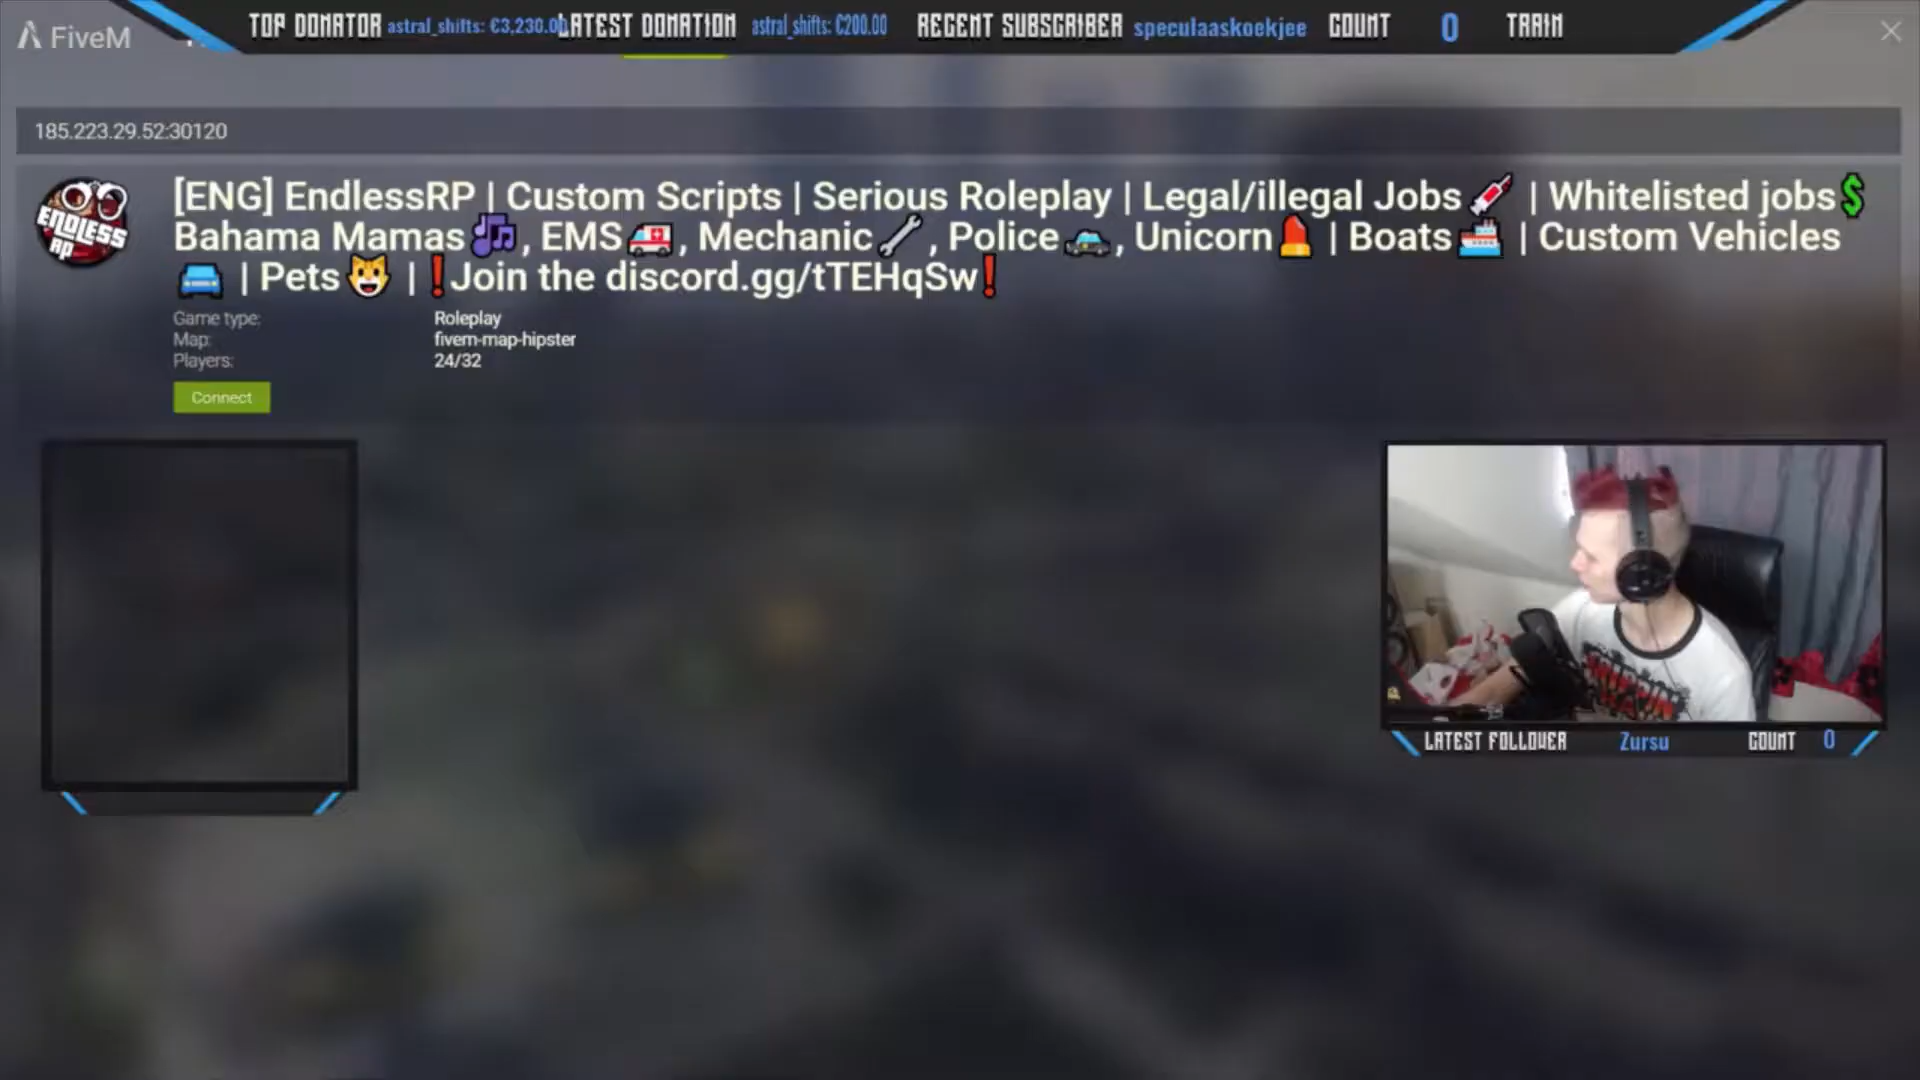 FiveM
TOP DONATOR astral_shifts: €3,230.00 LATEST DONATION astral_shifts: €200.00 RECENT SUBSCRIBER speculaaskoekjee COUNT 0 TRAIN
185.223.29.52:30120
ENDLESS
RP
[ENG] EndlessRP | Custom Scripts | Serious Roleplay | Legal/illegal Jobs💉 | Whitelisted jobs💲
Bahama Mamas🎶, EMS🚑, Mechanic🔧, Police🚓, Unicorn🚨 | Boats🚢 | Custom Vehicles
🚘 | Pets😺 | ❗Join the discord.gg/tTEHqSw❗
Game type: Roleplay
Map: fivem-map-hipster
Players: 24/32
Connect
LATEST FOLLOWER Zursu COUNT 0